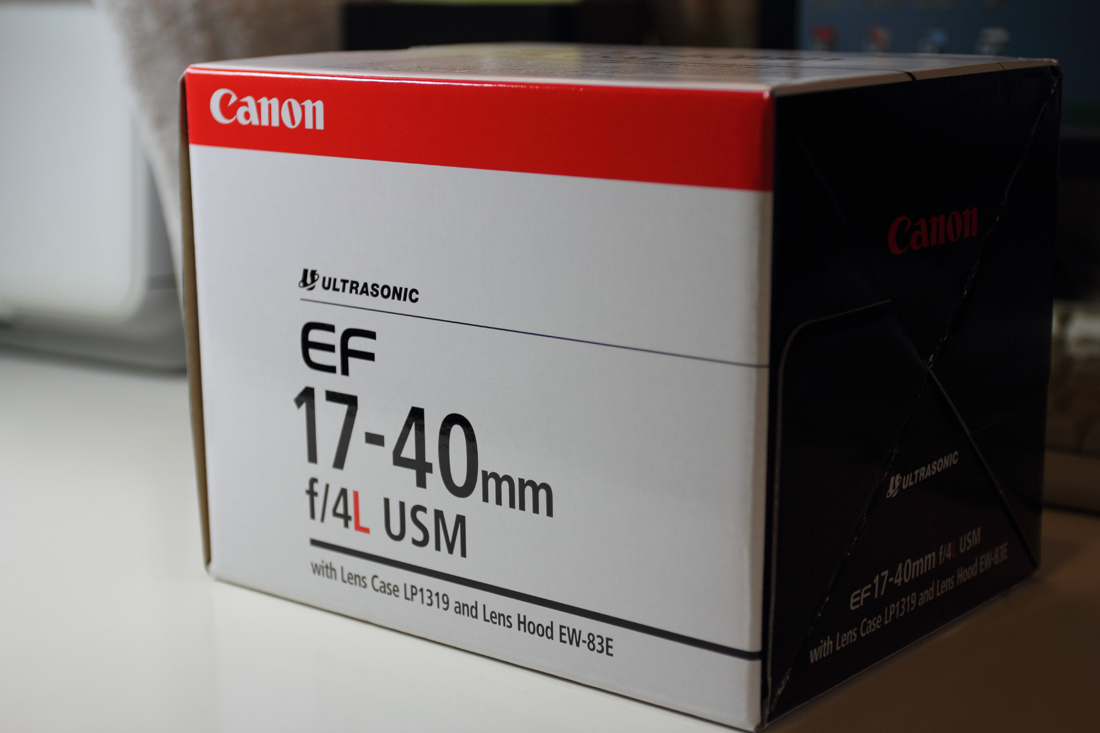 Canon
ULTRASONIC
EF
17-40mm
f/4L USM
with Lens Case LP1319 and Lens Hood EW-83E
Canon
ULTRASONIC
EF17-40mm f/4L USM
with Lens Case LP1319 and Lens Hood EW-83E